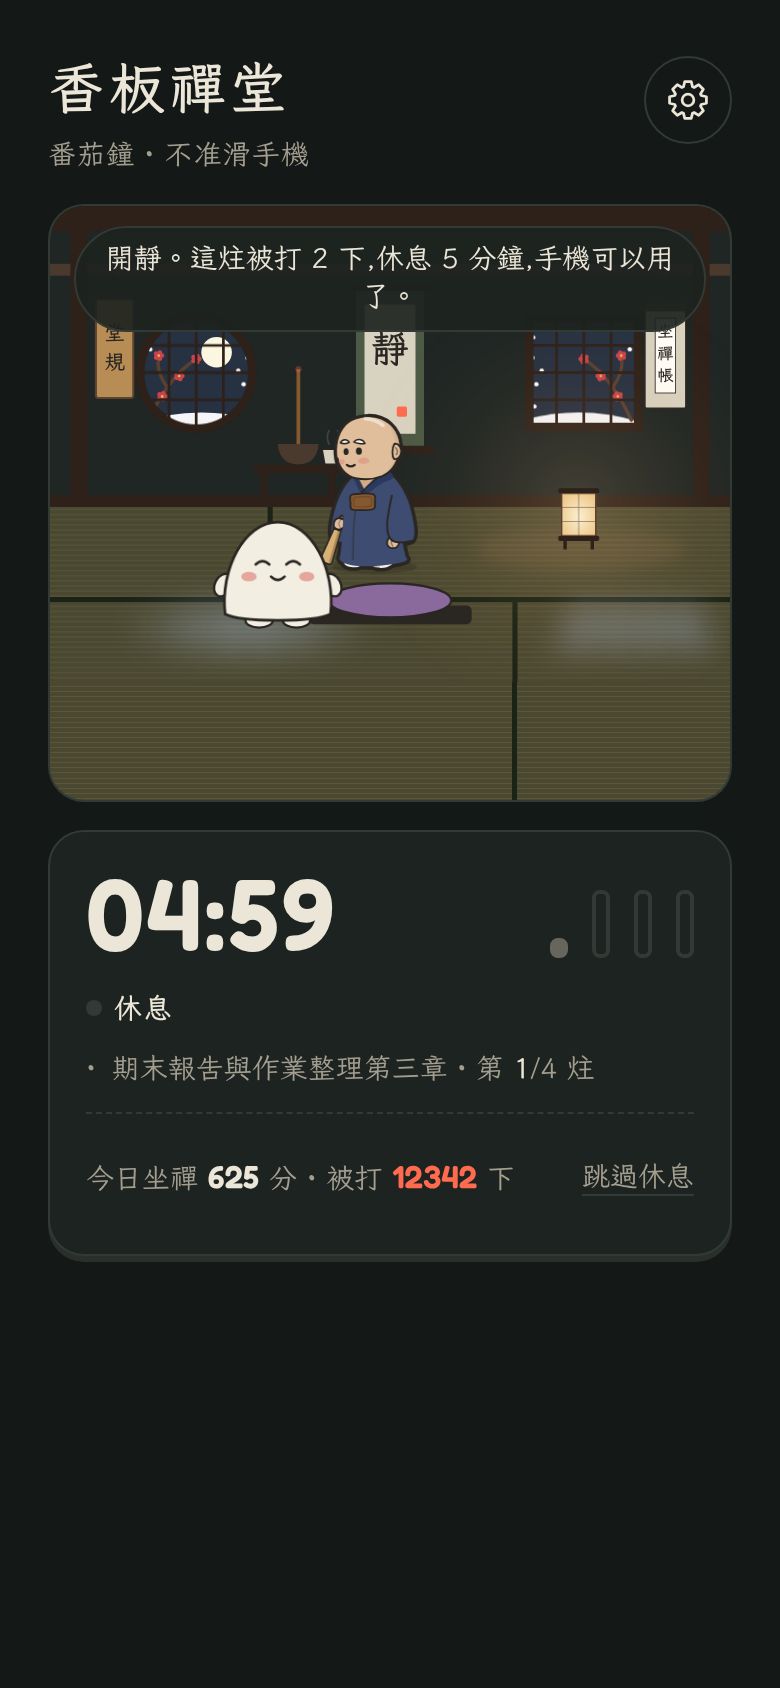 香板禪堂
番茄鐘・不准滑手機
開靜。這炷被打 2 下,休息 5 分鐘,手機可以用
了。
堂規
靜
坐禪帳
04:59
休息
・ 期末報告與作業整理第三章・第 1/4 炷
今日坐禪 625 分・被打 12342 下
跳過休息